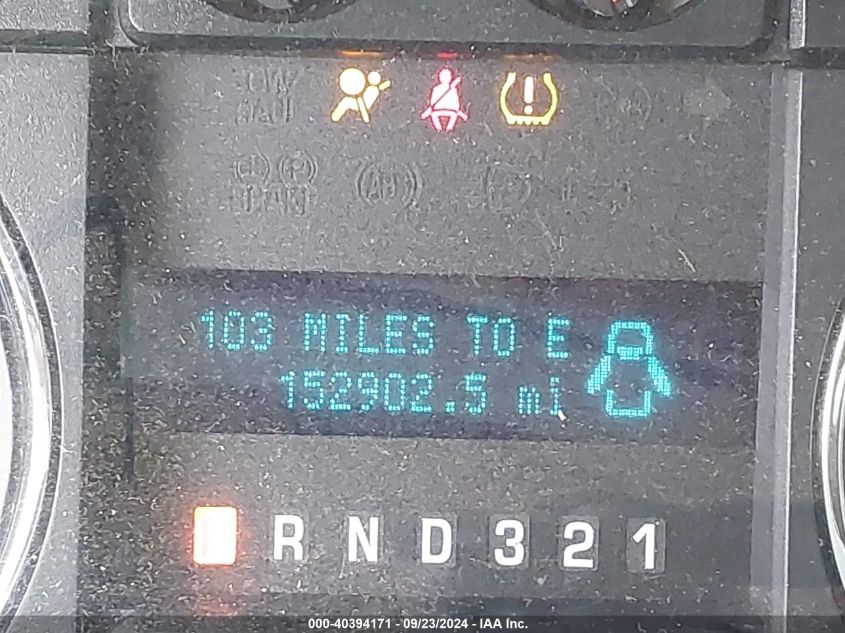 103 MILES TO E
152902.5 mi
P R N D 3 2 1
000-40394171 - 09/23/2024 - IAA Inc.